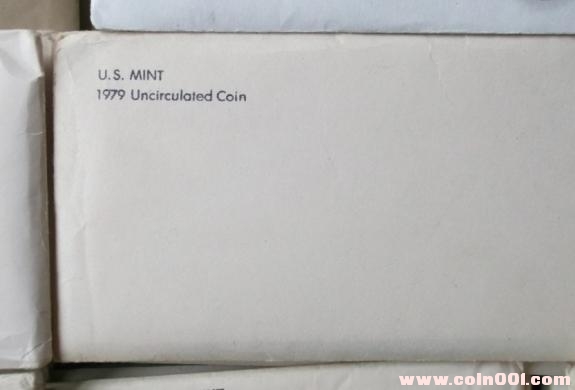 U.S. MINT
1979 Uncirculated Coin
www.coin001.com